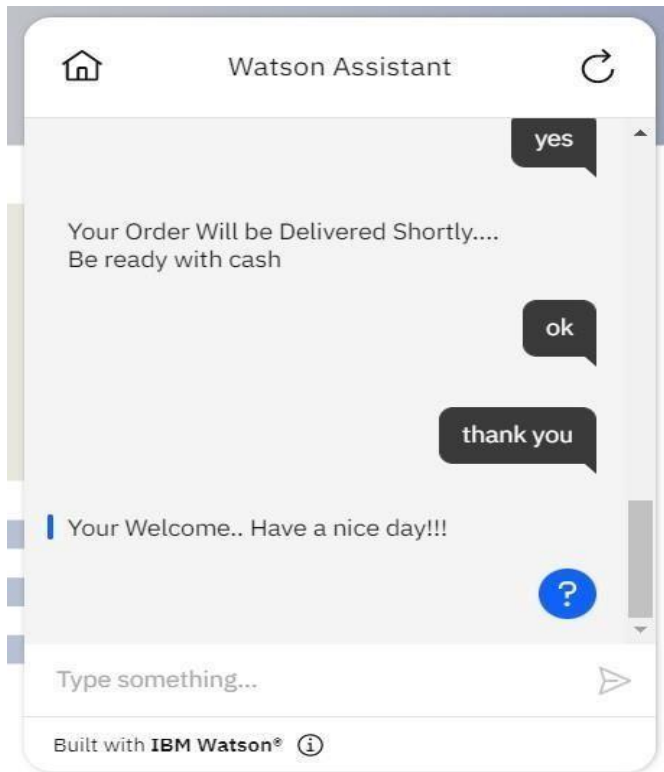 Watson Assistant
yes
Your Order Will be Delivered Shortly....
Be ready with cash
ok
thank you
Your Welcome.. Have a nice day!!!
?
Type something...
Built with IBM Watson®